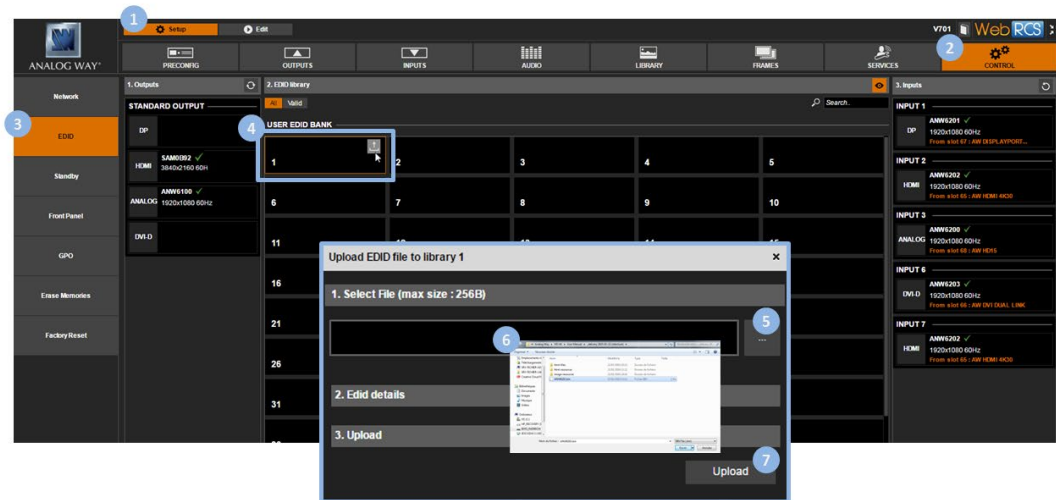 1
Setup
Edit
V701
Web RCS
ANALOG WAY®
PRECONFIG
OUTPUTS
INPUTS
AUDIO
LIBRARY
FRAMES
SERVICES
2
CONTROL
Network
3
EDID
Standby
Front Panel
GPO
Erase Memories
Factory Reset
1. Outputs
STANDARD OUTPUT
DP
HDMI
SAM0B92
3840x2160 60H
ANALOG
ANW6100
1920x1080 60Hz
DVI-D
2. EDID library
All
Valid
Search..
USER EDID BANK
4
1
2
3
4
5
6
7
8
9
10
11
16
21
26
31
Upload EDID file to library 1
×
1. Select File (max size : 256B)
5
...
6
2. Edid details
3. Upload
Upload
7
3. Inputs
INPUT 1
DP
ANW6201
1920x1080 60Hz
From slot 67 : AW DISPLAYPORT...
INPUT 2
HDMI
ANW6202
1920x1080 60Hz
From slot 65 : AW HDMI 4K30
INPUT 3
ANALOG
ANW6200
1920x1080 60Hz
From slot 68 : AW HD15
INPUT 6
DVI-D
ANW6203
1920x1080 60Hz
From slot 66 : AW DVI DUAL LINK
INPUT 7
HDMI
ANW6202
1920x1080 60Hz
From slot 65 : AW HDMI 4K30